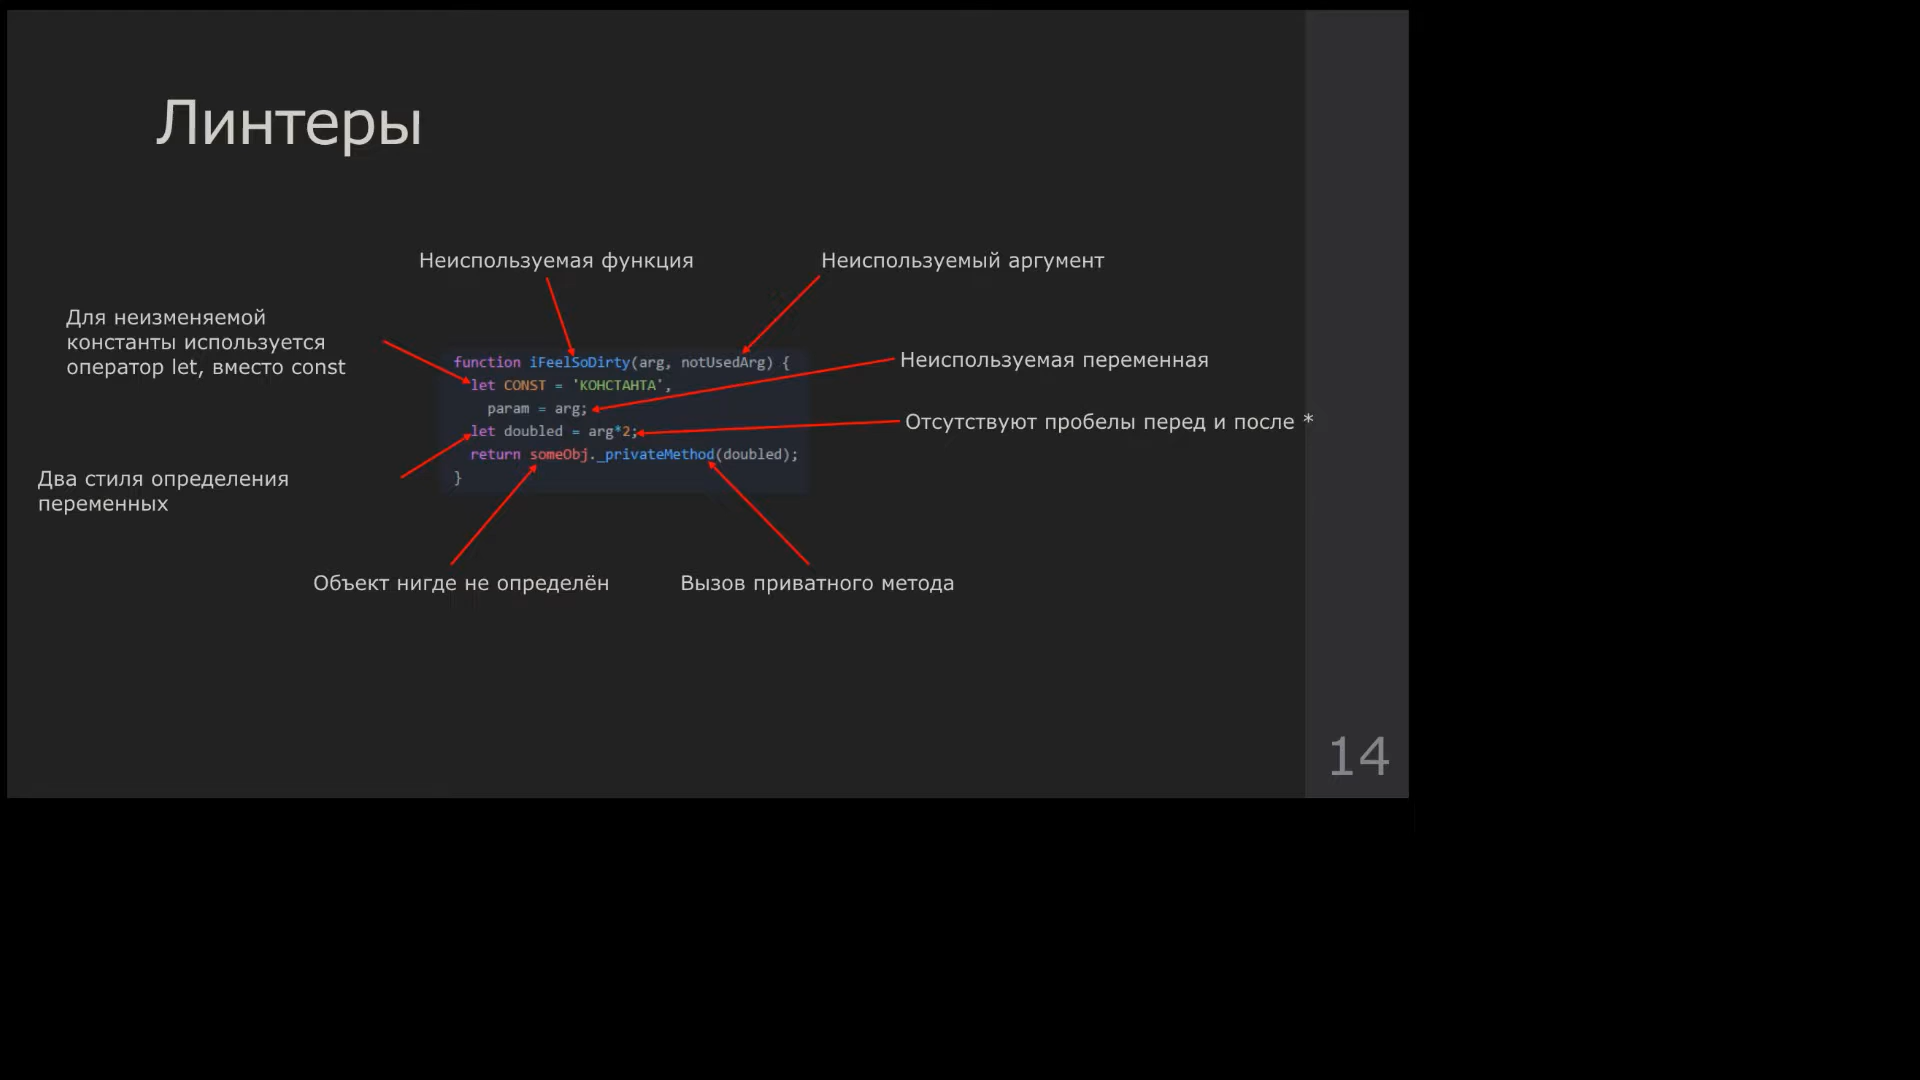 Линтеры
Неиспользуемая функция
Неиспользуемый аргумент
Для неизменяемой
константы используется
оператор let, вместо const
function iFeelSoDirty(arg, notUsedArg) {
let CONST = 'КОНСТАНТА',
param = arg;
let doubled = arg*2;
return someObj._privateMethod(doubled);
}
Неиспользуемая переменная
Отсутствуют пробелы перед и после *
Два стиля определения
переменных
Объект нигде не определён
Вызов приватного метода
14